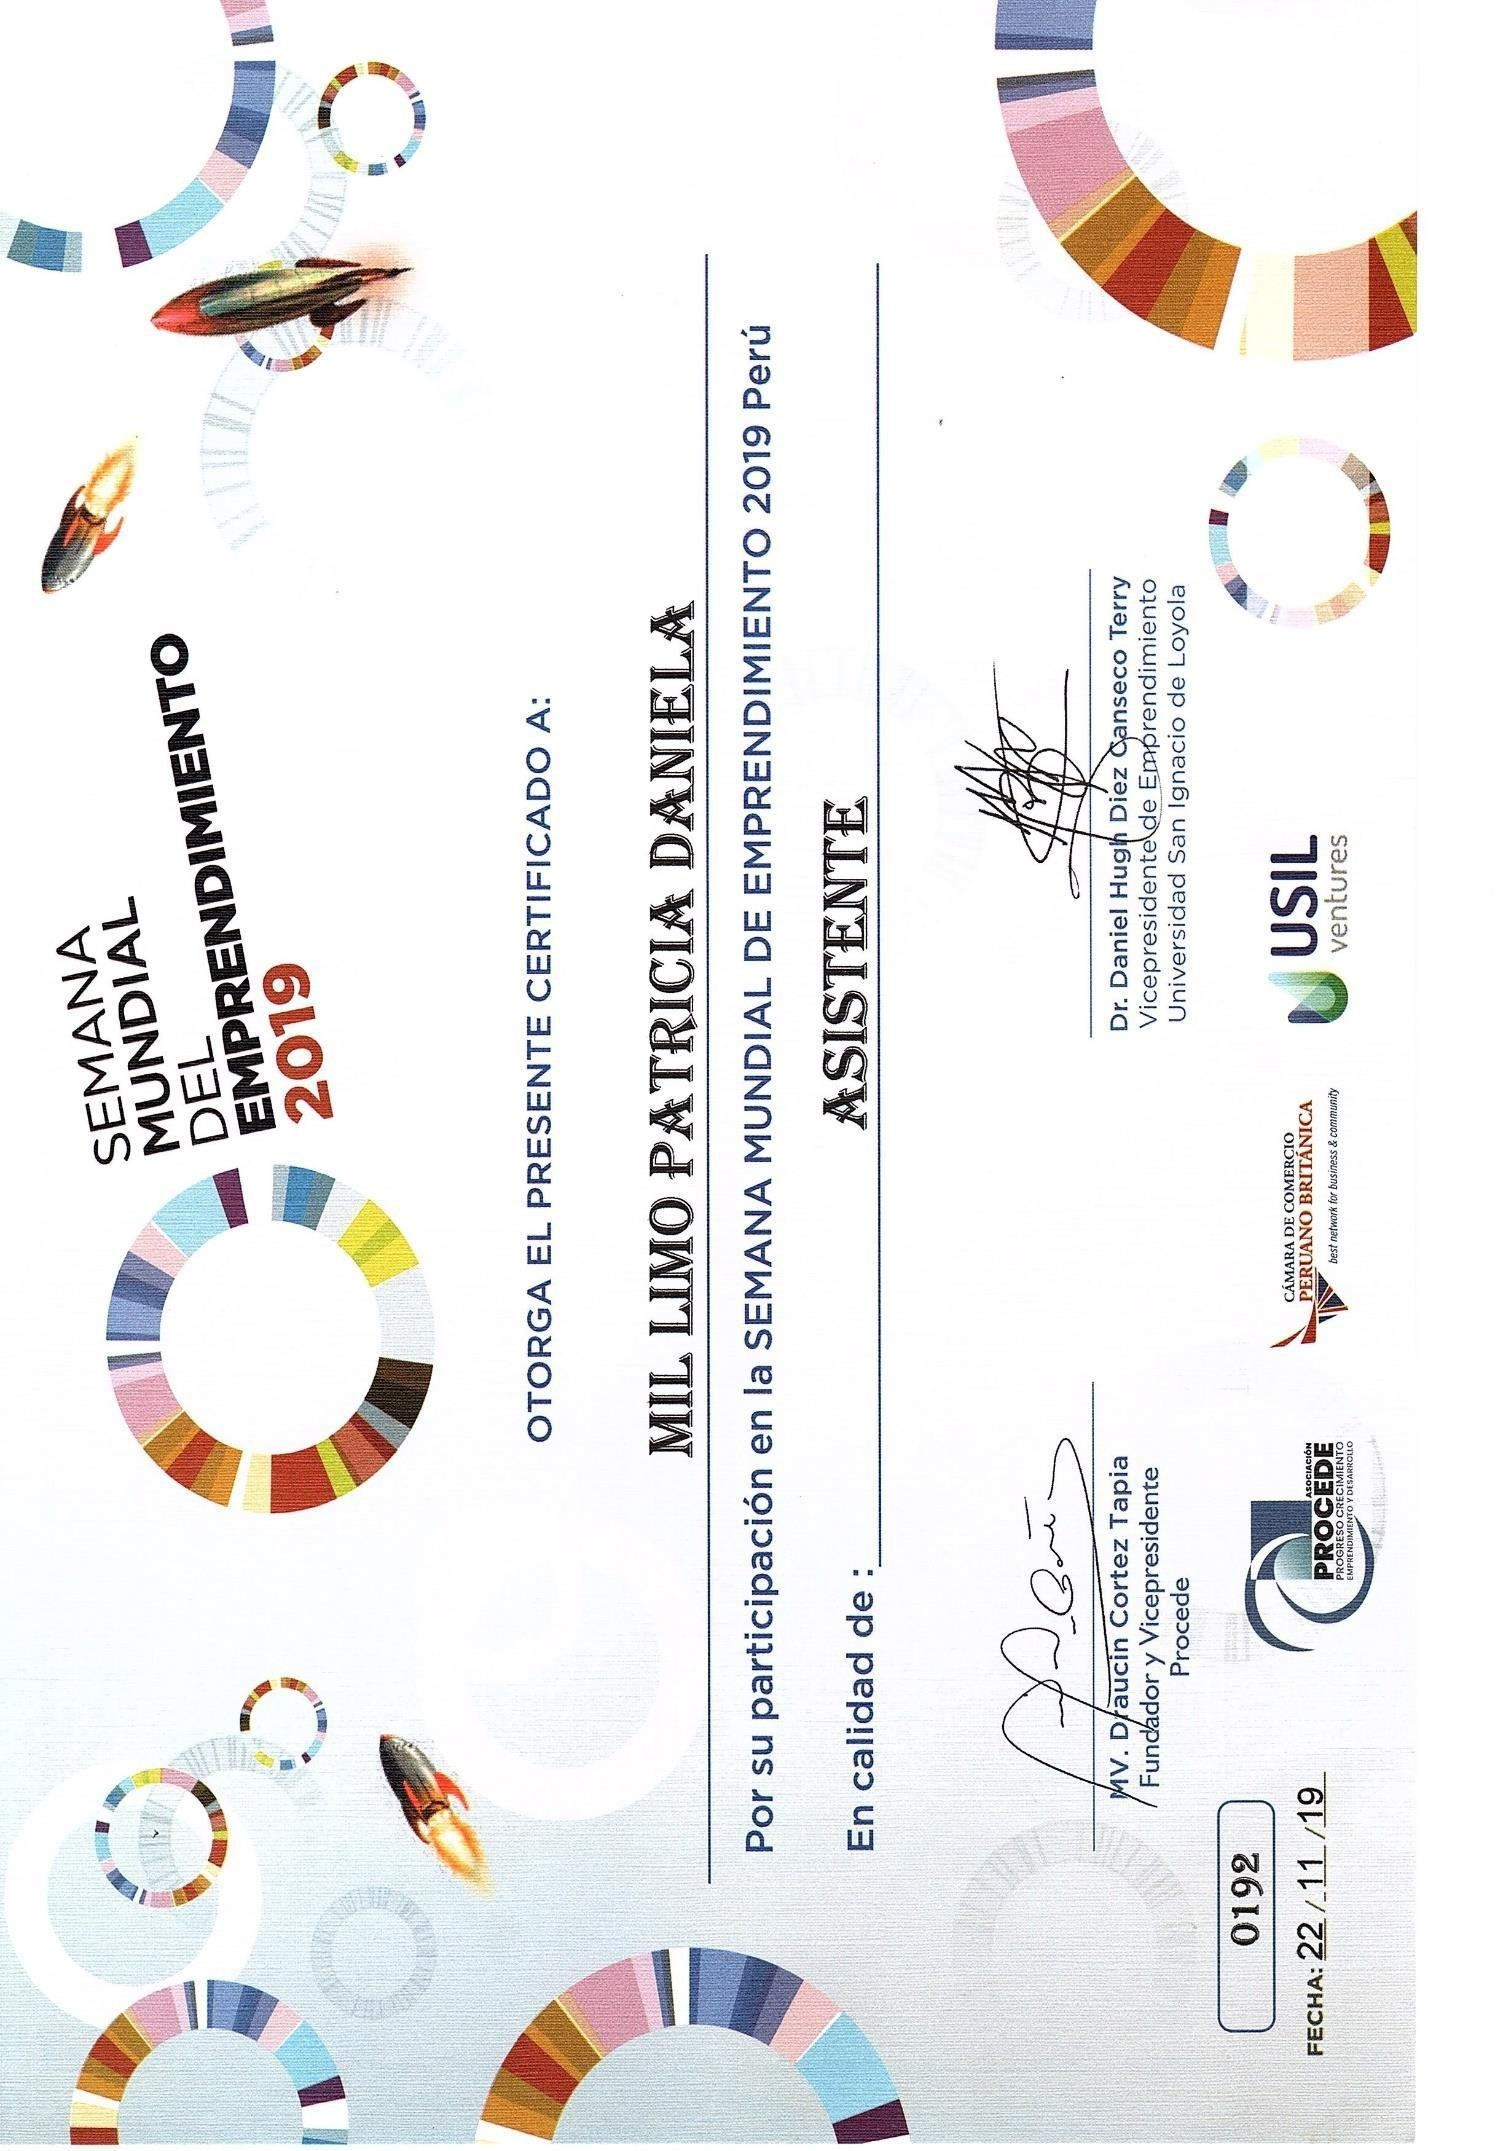 SEMANA
MUNDIAL
DEL
EMPRENDIMIENTO
2019
OTORGA EL PRESENTE CERTIFICADO A:
MIL LIMO PATRICIA DANIELA
Por su participación en la SEMANA MUNDIAL DE EMPRENDIMIENTO 2019 Perú
En calidad de : ASISTENTE
MV. Draucin Cortez Tapia
Fundador y Vicepresidente
Procede
Dr. Daniel Hugh Diez Canseco Terry
Vicepresidente de Emprendimiento
Universidad San Ignacio de Loyola
0192
FECHA: 22 / 11 / 19
ASOCIACIÓN
PROCEDE
PROGRESO CRECIMIENTO
EMPRENDIMIENTO Y DESARROLLO
CÁMARA DE COMERCIO
PERUANO BRITÁNICA
best network for business & community
USIL
ventures